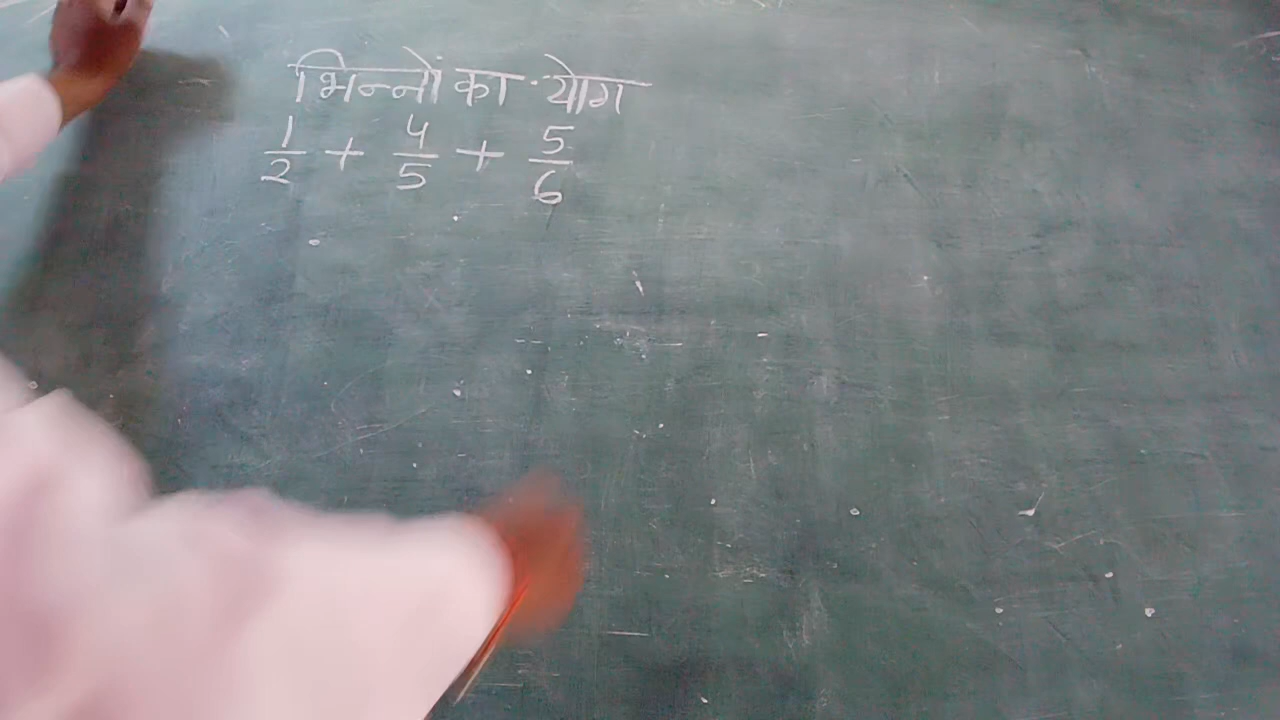 भिन्नों का योग
1/2 + 4/5 + 5/6